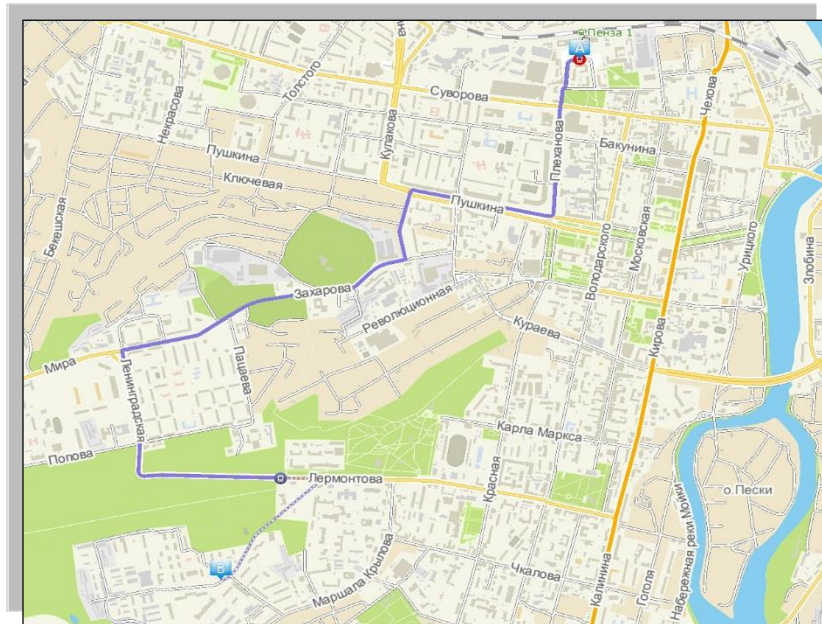 Пенза 1
A
Чехова
Толстого
Суворова
Некрасова
Кулакова
Плеханова
Бакунина
Пушкина
Ключевая
Пушкина
Московская
Урицкого
Бекешская
Володарского
Злобина
Захарова
Революционная
Кураева
Кирова
Мира
Пацаева
Ленинградская
Карла Маркса
Попова
Лермонтова
Красная
о.Пески
B
Маршала Крылова
Чкалова
Калинина
Гоголя
Набережная реки Мойки